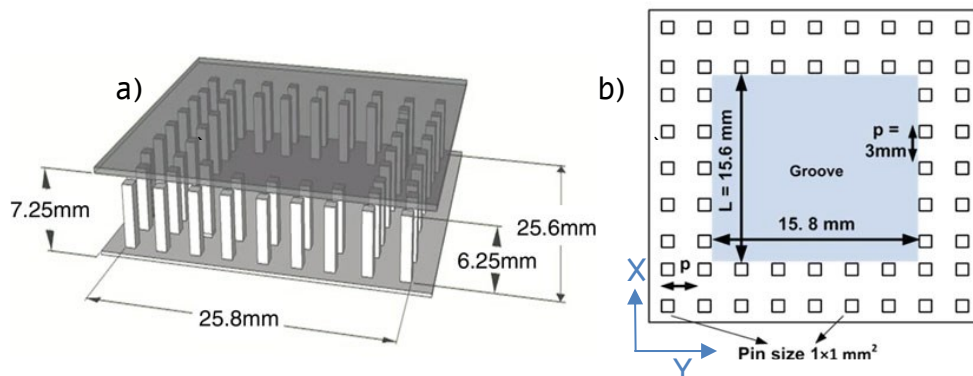 a)
7.25mm
25.8mm
6.25mm
25.6mm
b)
L = 15.6 mm
p =
3mm
Groove
15. 8 mm
p
X
Y
Pin size 1×1 mm²